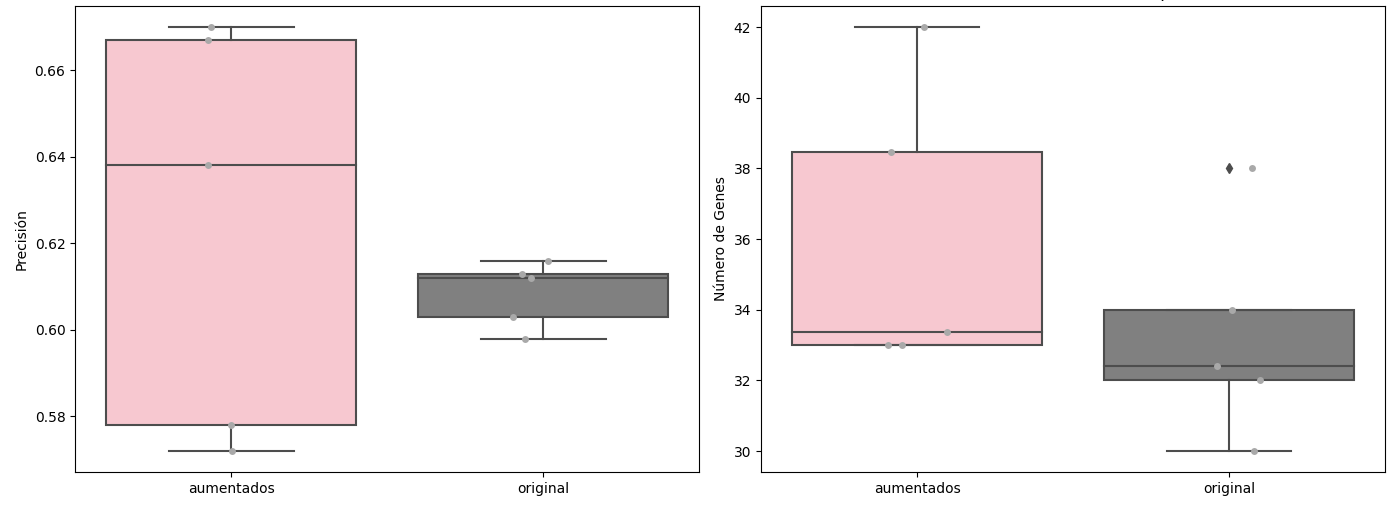 Precisión
0.66
0.64
0.62
0.60
0.58
aumentados
original
Número de Genes
42
40
38
36
34
32
30
aumentados
original